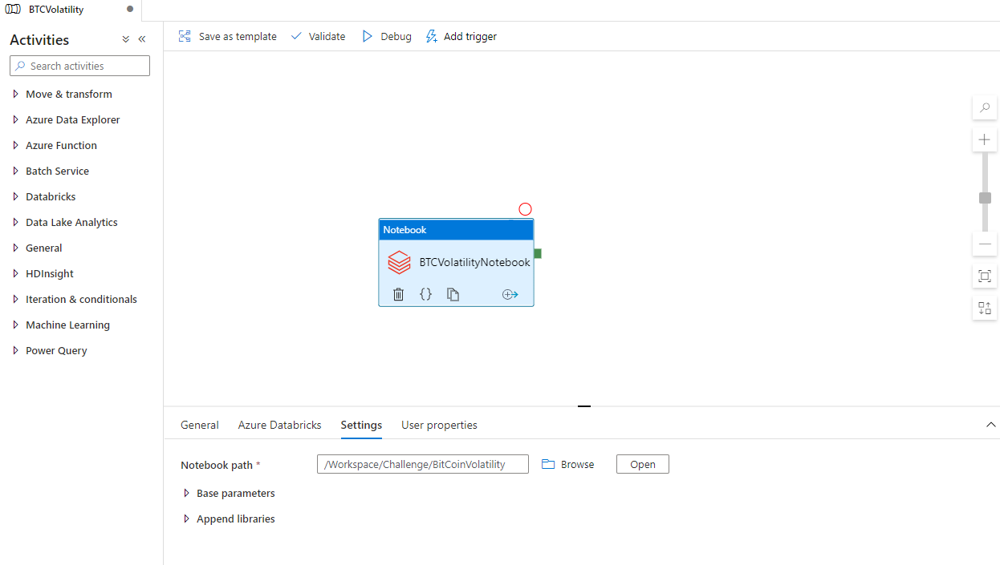 BTCVolatility
Activities
Search activities
Move & transform
Azure Data Explorer
Azure Function
Batch Service
Databricks
Data Lake Analytics
General
HDInsight
Iteration & conditionals
Machine Learning
Power Query
Save as template Validate Debug Add trigger
Notebook
BTCVolatilityNotebook
{}
General Azure Databricks Settings User properties
Notebook path * /Workspace/Challenge/BitCoinVolatility Browse Open
Base parameters
Append libraries